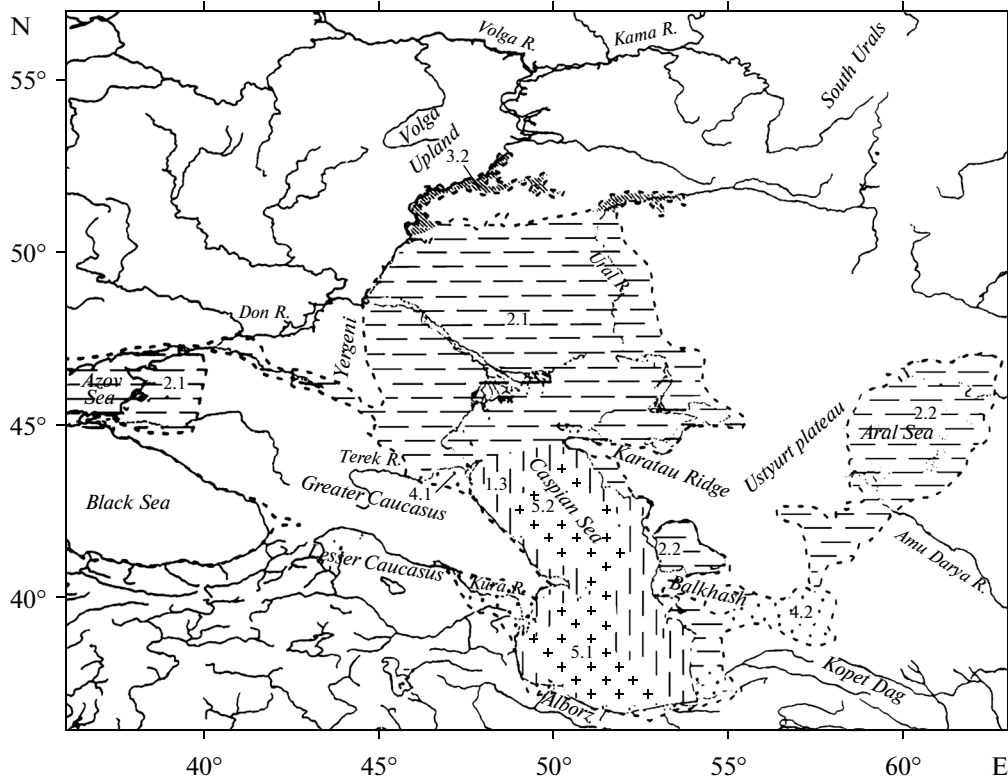 N
Volga R.
Kama R.
South Urals
55°
Volga
Upland
3.2
50°
Ural R.
Don R.
2.1
Yergeni
Azov
Sea
2.1
2.2
Aral Sea
45°
Ustyurt plateau
Terek R.
Karatau Ridge
4.1
1.3
Caspian Sea
Greater Caucasus
5.2
Black Sea
Amu Darya R.
2.2
Lesser Caucasus
Kura R.
Balkhash
40°
4.2
5.1
Kopet Dag
Alborz
40°
45°
50°
55°
60°
E